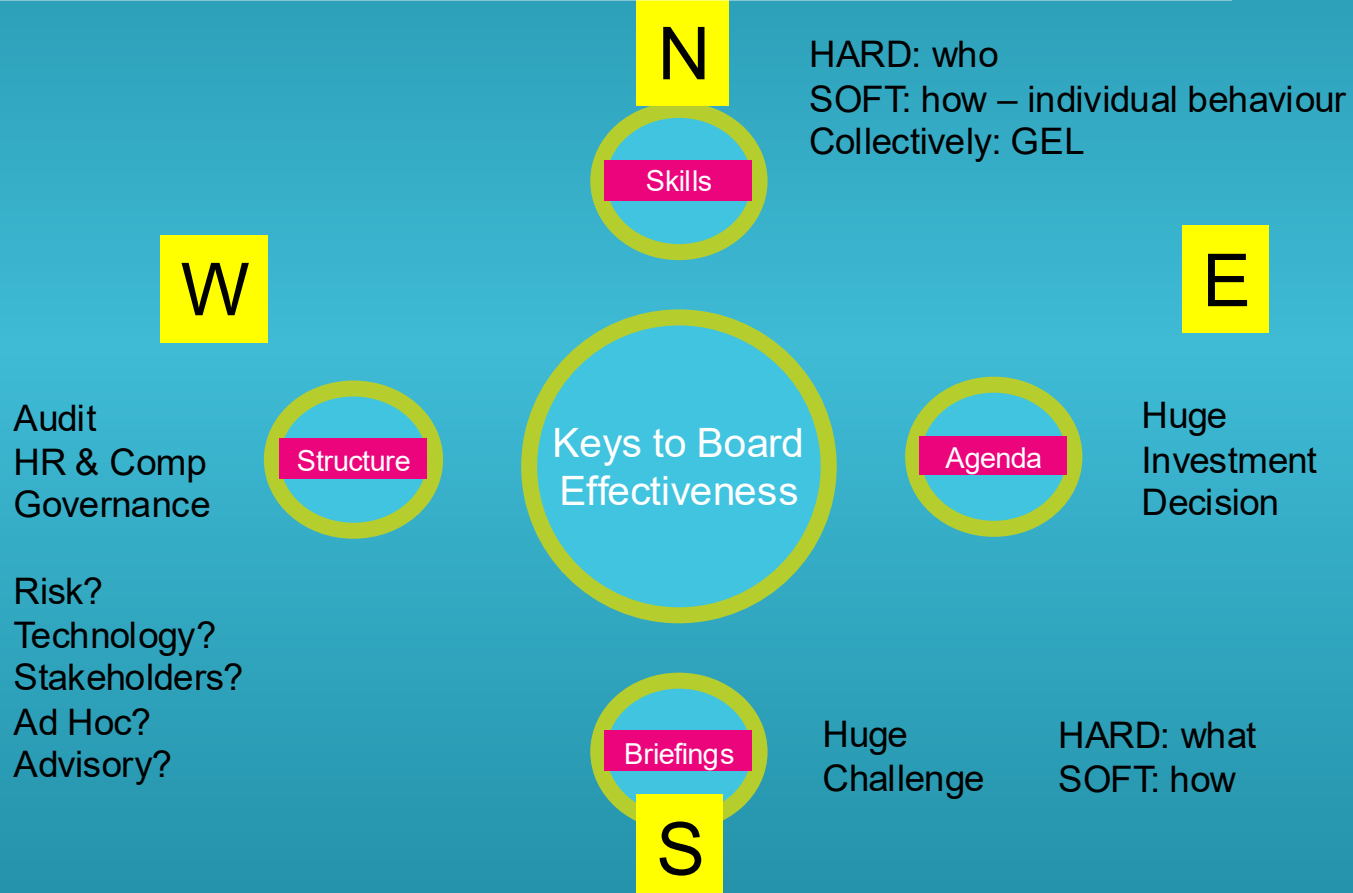 N
HARD: who
SOFT: how – individual behaviour
Collectively: GEL
Skills
W
E
Audit
HR & Comp
Governance
Structure
Keys to Board
Effectiveness
Agenda
Huge
Investment
Decision
Risk?
Technology?
Stakeholders?
Ad Hoc?
Advisory?
Briefings
Huge
Challenge
HARD: what
SOFT: how
S